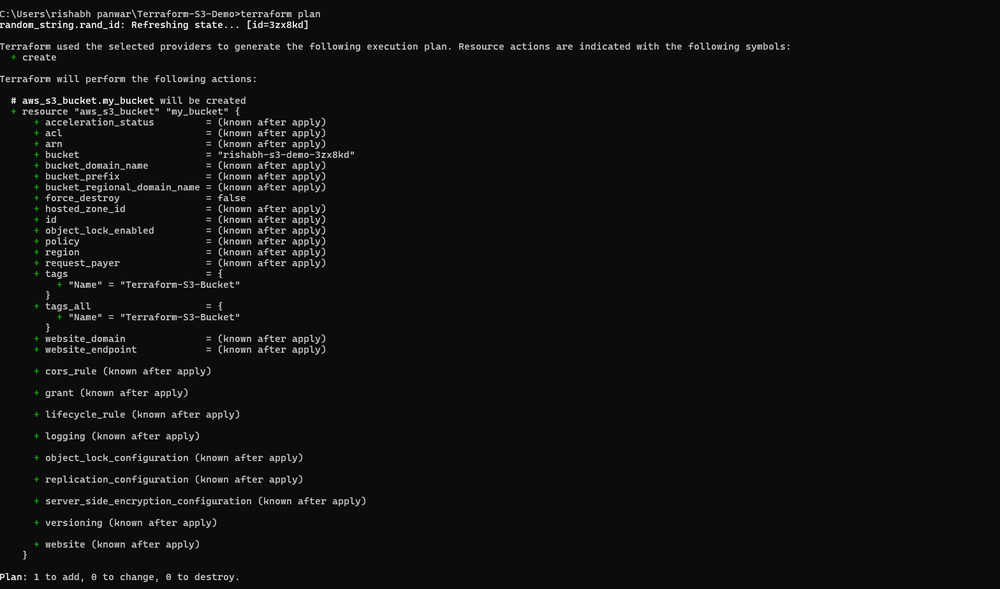 C:\Users\rishabh panwar\Terraform-S3-Demo>terraform plan
random_string.rand_id: Refreshing state... [id=3zx8kd]
Terraform used the selected providers to generate the following execution plan. Resource actions are indicated with the following symbols:
+ create
Terraform will perform the following actions:
# aws_s3_bucket.my_bucket will be created
+ resource "aws_s3_bucket" "my_bucket" {
+ acceleration_status = (known after apply)
+ acl = (known after apply)
+ arn = (known after apply)
+ bucket = "rishabh-s3-demo-3zx8kd"
+ bucket_domain_name = (known after apply)
+ bucket_prefix = (known after apply)
+ bucket_regional_domain_name = (known after apply)
+ force_destroy = false
+ hosted_zone_id = (known after apply)
+ id = (known after apply)
+ object_lock_enabled = (known after apply)
+ policy = (known after apply)
+ region = (known after apply)
+ request_payer = (known after apply)
+ tags = {
+ "Name" = "Terraform-S3-Bucket"
}
+ tags_all = {
+ "Name" = "Terraform-S3-Bucket"
}
+ website_domain = (known after apply)
+ website_endpoint = (known after apply)
+ cors_rule (known after apply)
+ grant (known after apply)
+ lifecycle_rule (known after apply)
+ logging (known after apply)
+ object_lock_configuration (known after apply)
+ replication_configuration (known after apply)
+ server_side_encryption_configuration (known after apply)
+ versioning (known after apply)
+ website (known after apply)
}
Plan: 1 to add, 0 to change, 0 to destroy.